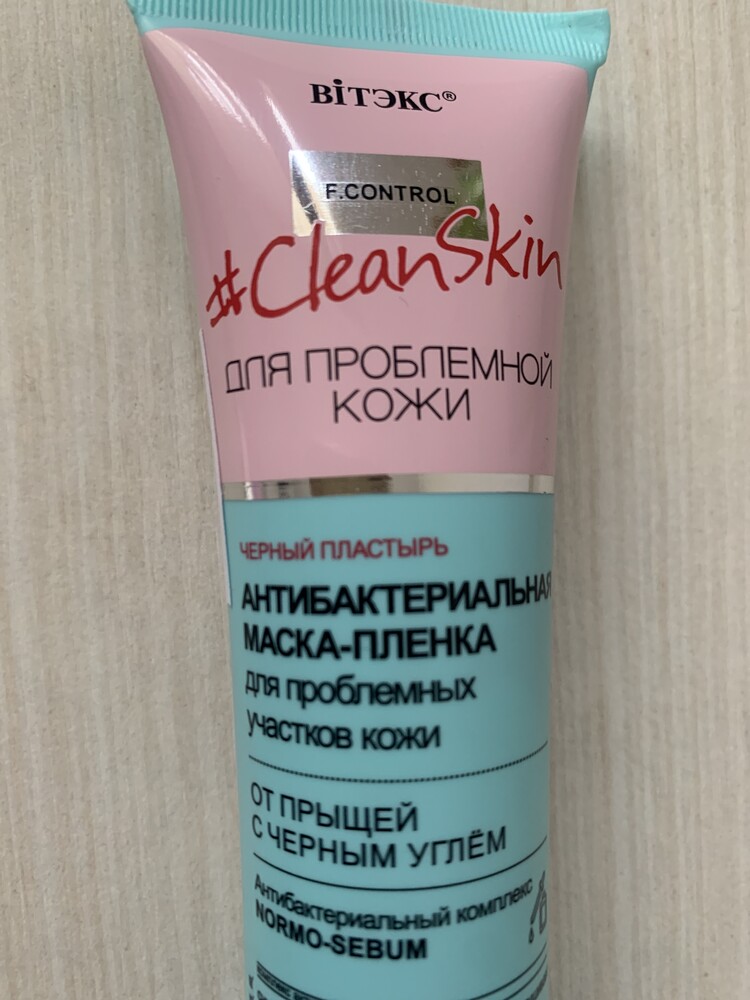 ВіТЭКС®
F.CONTROL
#CleanSkin
ДЛЯ ПРОБЛЕМНОЙ
КОЖИ
ЧЕРНЫЙ ПЛАСТЫРЬ
АНТИБАКТЕРИАЛЬНАЯ
МАСКА-ПЛЕНКА
для проблемных
участков кожи
ОТ ПРЫЩЕЙ
С ЧЕРНЫМ УГЛЁМ
Антибактериальный комплекс
NORMO-SEBUM